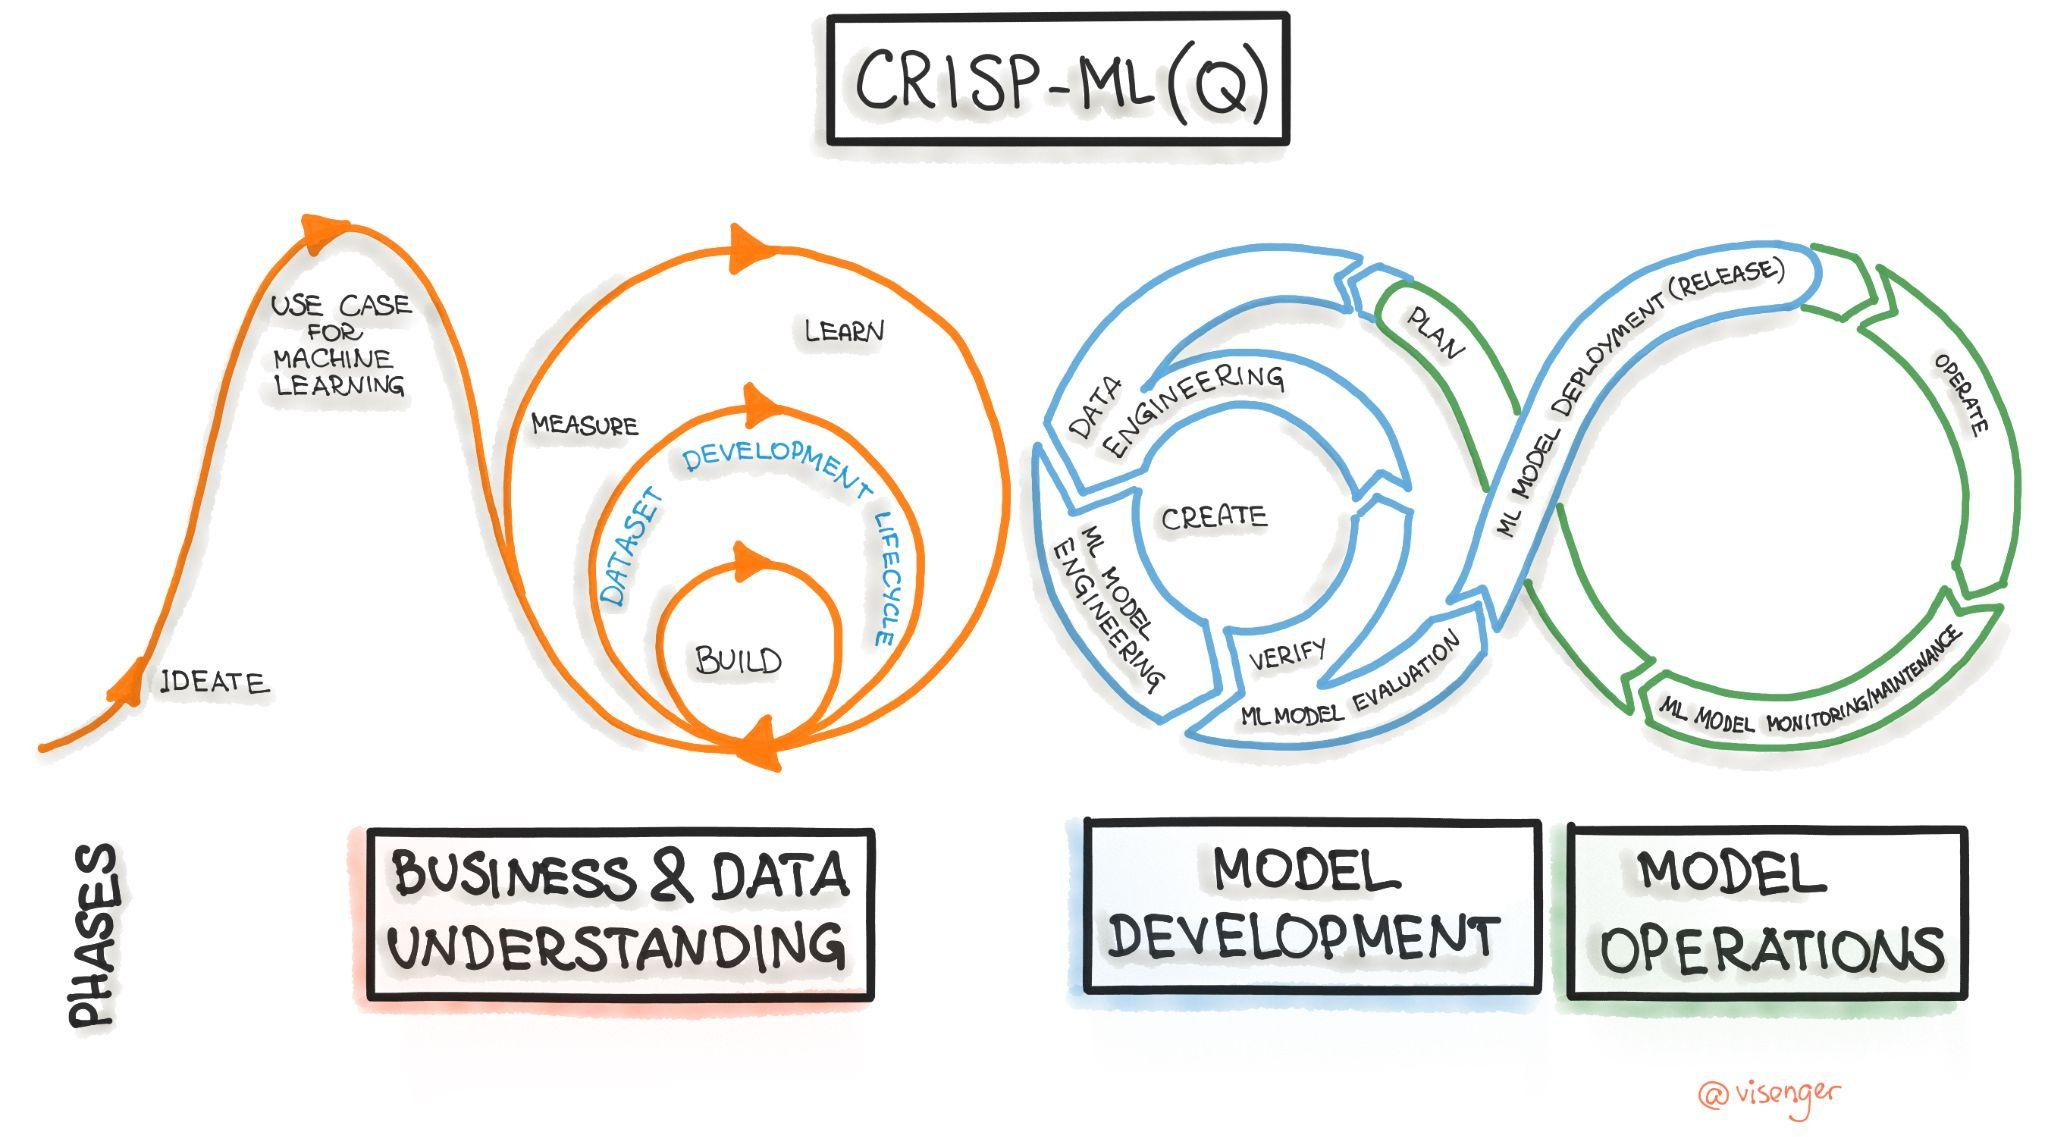 CRISP-ML(Q)
IDEATE
USE CASE
FOR
MACHINE
LEARNING
MEASURE
LEARN
DATASET DEVELOPMENT LIFECYCLE
BUILD
DATA
ENGINEERING
CREATE
ML MODEL
ENGINEERING
VERIFY
ML MODEL EVALUATION
PLAN
ML MODEL DEPLOYMENT (RELEASE)
OPERATE
ML MODEL MONITORING/MAINTENANCE
PHASES
BUSINESS & DATA
UNDERSTANDING
MODEL
DEVELOPMENT
MODEL
OPERATIONS
@visenger